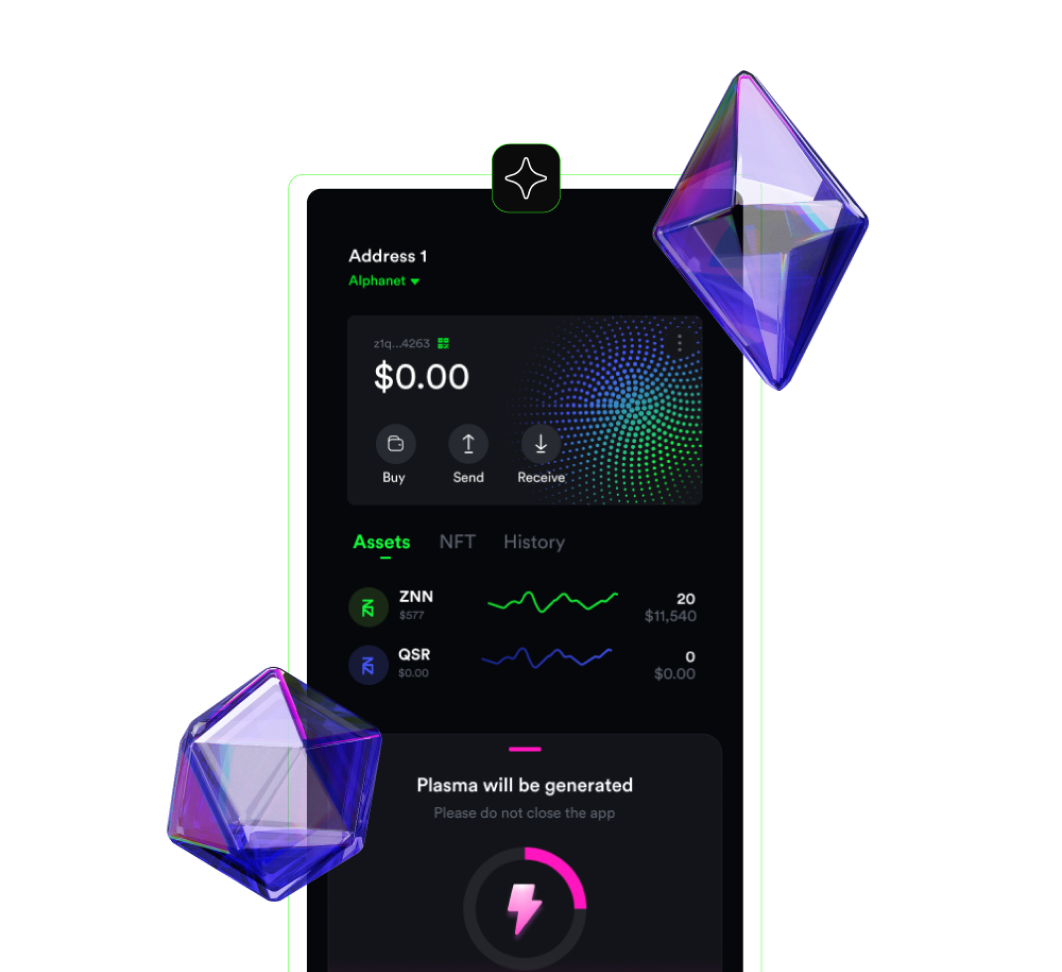 Address 1
Alphanet
z1q...4263
$0.00
Buy Send Receive
Assets NFT History
ZNN 20
$577 $11,540
QSR 0
$0.00 $0.00
Plasma will be generated
Please do not close the app